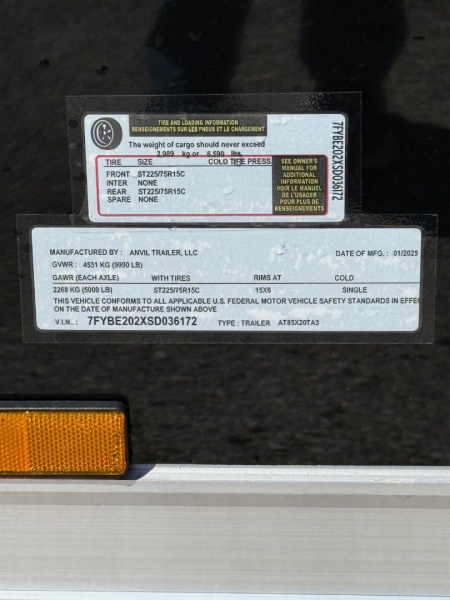 TIRE AND LOADING INFORMATION
RENSEIGNEMENTS SUR LES PNEUS ET LE CHARGEMENT
The weight of cargo should never exceed
2,989 kg or 6,590 lbs.
TIRE SIZE COLD TIRE PRESS.
FRONT ST225/75R15C
INTER NONE
REAR ST225/75R15C
SPARE NONE
SEE OWNER'S
MANUAL FOR
ADDITIONAL
INFORMATION
VOIR LE MANUEL
DE L'USAGER
POUR PLUS DE
RENSEIGNEMENTS
7FYBE202XSD036172
MANUFACTURED BY : ANVIL TRAILER, LLC DATE OF MFG. : 01/2025
GVWR : 4531 KG (9990 LB)
GAWR (EACH AXLE) WITH TIRES RIMS AT COLD
2268 KG (5000 LB) ST225/75R15C 15X6 SINGLE
THIS VEHICLE CONFORMS TO ALL APPLICABLE U.S. FEDERAL MOTOR VEHICLE SAFETY STANDARDS IN EFFE
ON THE DATE OF MANUFACTURE SHOWN ABOVE
V.I.N.: 7FYBE202XSD036172 TYPE : TRAILER AT85X20TA3